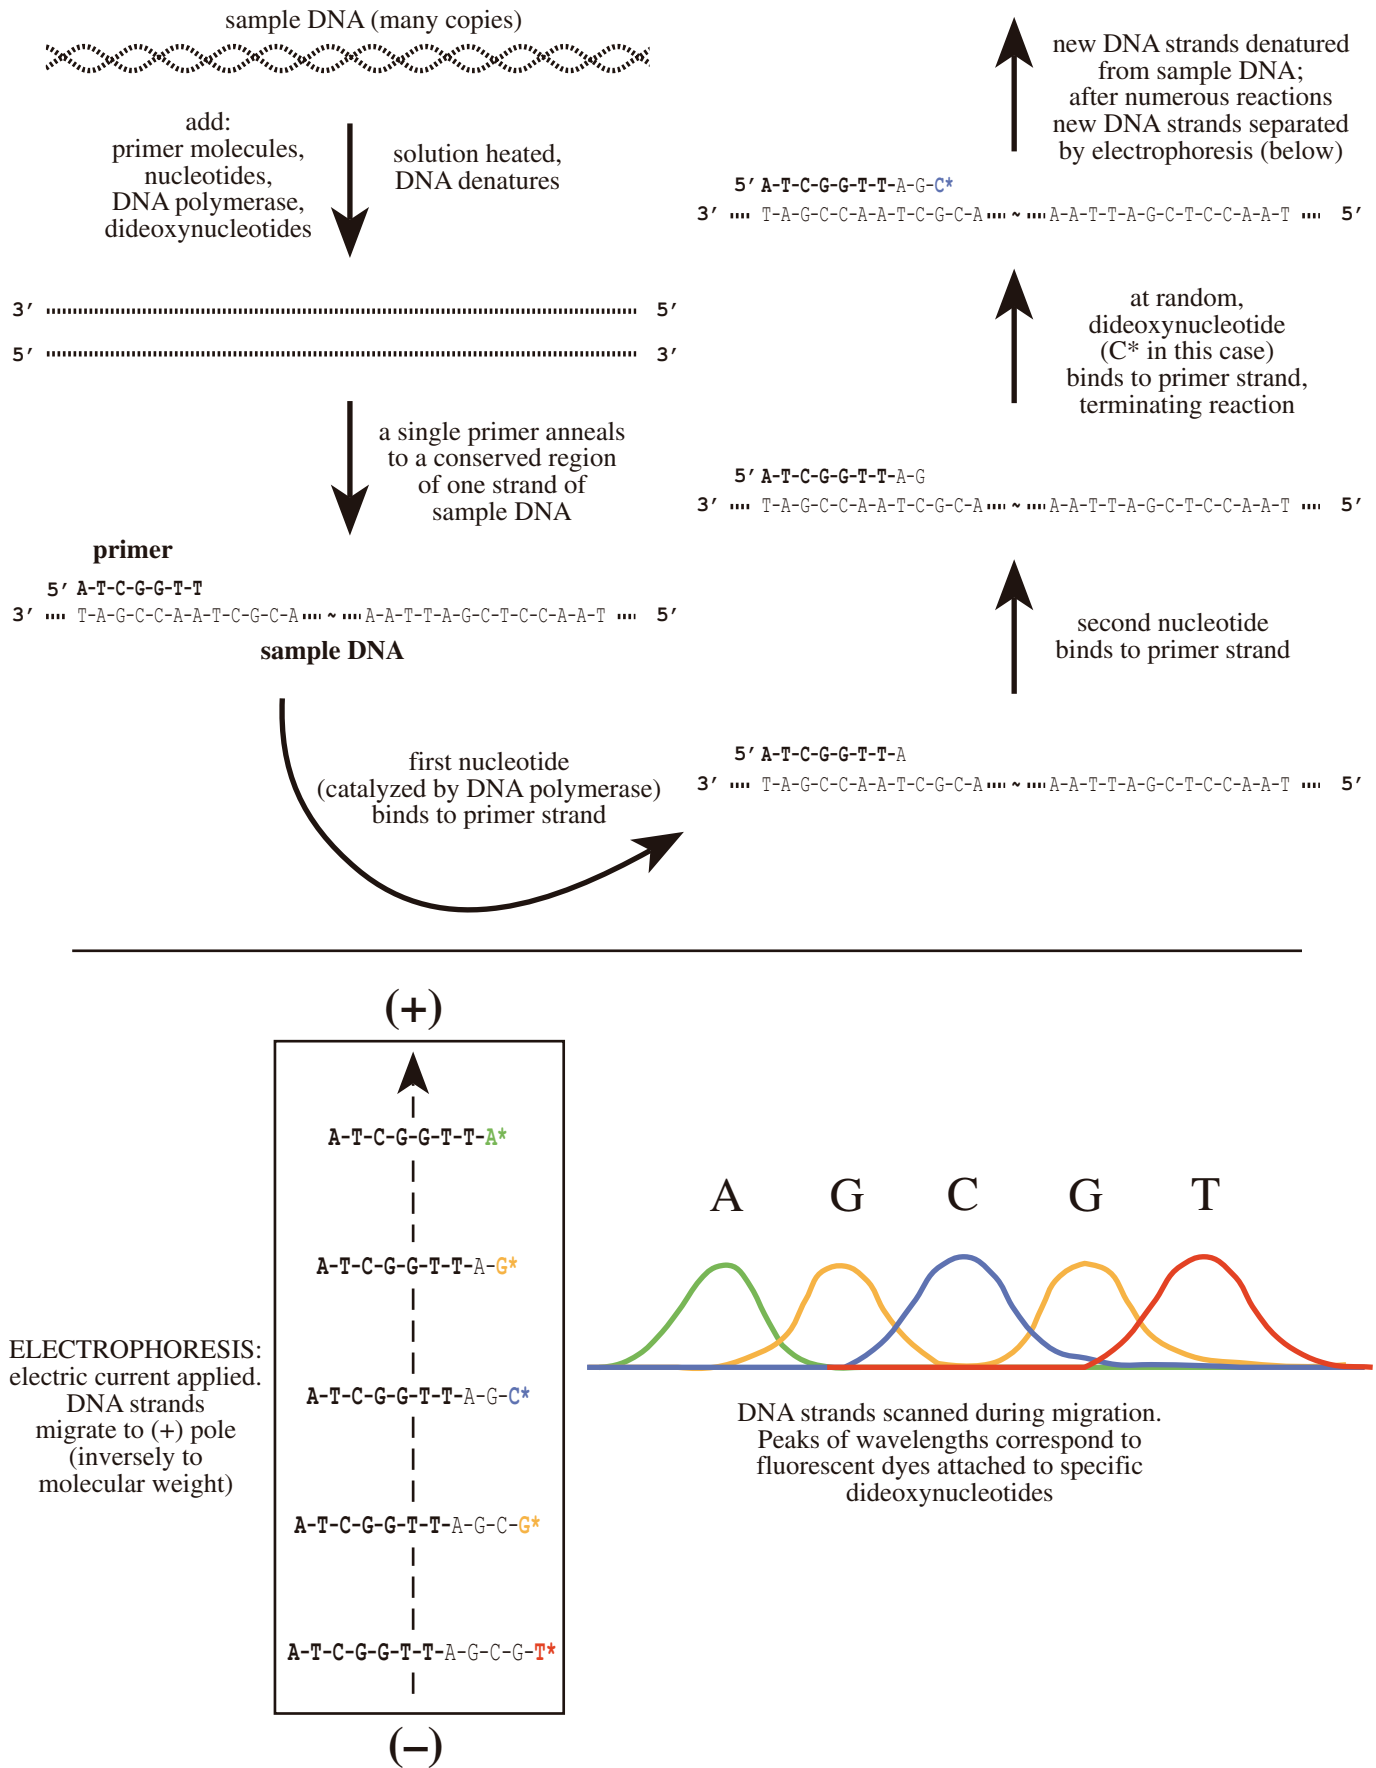 sample DNA (many copies)
add:
primer molecules,
nucleotides,
DNA polymerase,
dideoxynucleotides
solution heated,
DNA denatures
3′ 5′
5′ 3′
a single primer anneals
to a conserved region
of one strand of
sample DNA
primer
5′ A-T-C-G-G-T-T
3′ T-A-G-C-C-A-A-T-C-G-C-A ~ A-A-T-T-A-G-C-T-C-C-A-A-T 5′
sample DNA
first nucleotide
(catalyzed by DNA polymerase)
binds to primer strand
5′ A-T-C-G-G-T-T-A
3′ T-A-G-C-C-A-A-T-C-G-C-A ~ A-A-T-T-A-G-C-T-C-C-A-A-T 5′
second nucleotide
binds to primer strand
5′ A-T-C-G-G-T-T-A-G
3′ T-A-G-C-C-A-A-T-C-G-C-A ~ A-A-T-T-A-G-C-T-C-C-A-A-T 5′
at random,
dideoxynucleotide
(C* in this case)
binds to primer strand,
terminating reaction
5′ A-T-C-G-G-T-T-A-G-C*
3′ T-A-G-C-C-A-A-T-C-G-C-A ~ A-A-T-T-A-G-C-T-C-C-A-A-T 5′
new DNA strands denatured
from sample DNA;
after numerous reactions
new DNA strands separated
by electrophoresis (below)
(+)
A-T-C-G-G-T-T-A*
A-T-C-G-G-T-T-A-G*
A-T-C-G-G-T-T-A-G-C*
A-T-C-G-G-T-T-A-G-C-G*
A-T-C-G-G-T-T-A-G-C-G-T*
(−)
ELECTROPHORESIS:
electric current applied.
DNA strands
migrate to (+) pole
(inversely to
molecular weight)
A G C G T
DNA strands scanned during migration.
Peaks of wavelengths correspond to
fluorescent dyes attached to specific
dideoxynucleotides